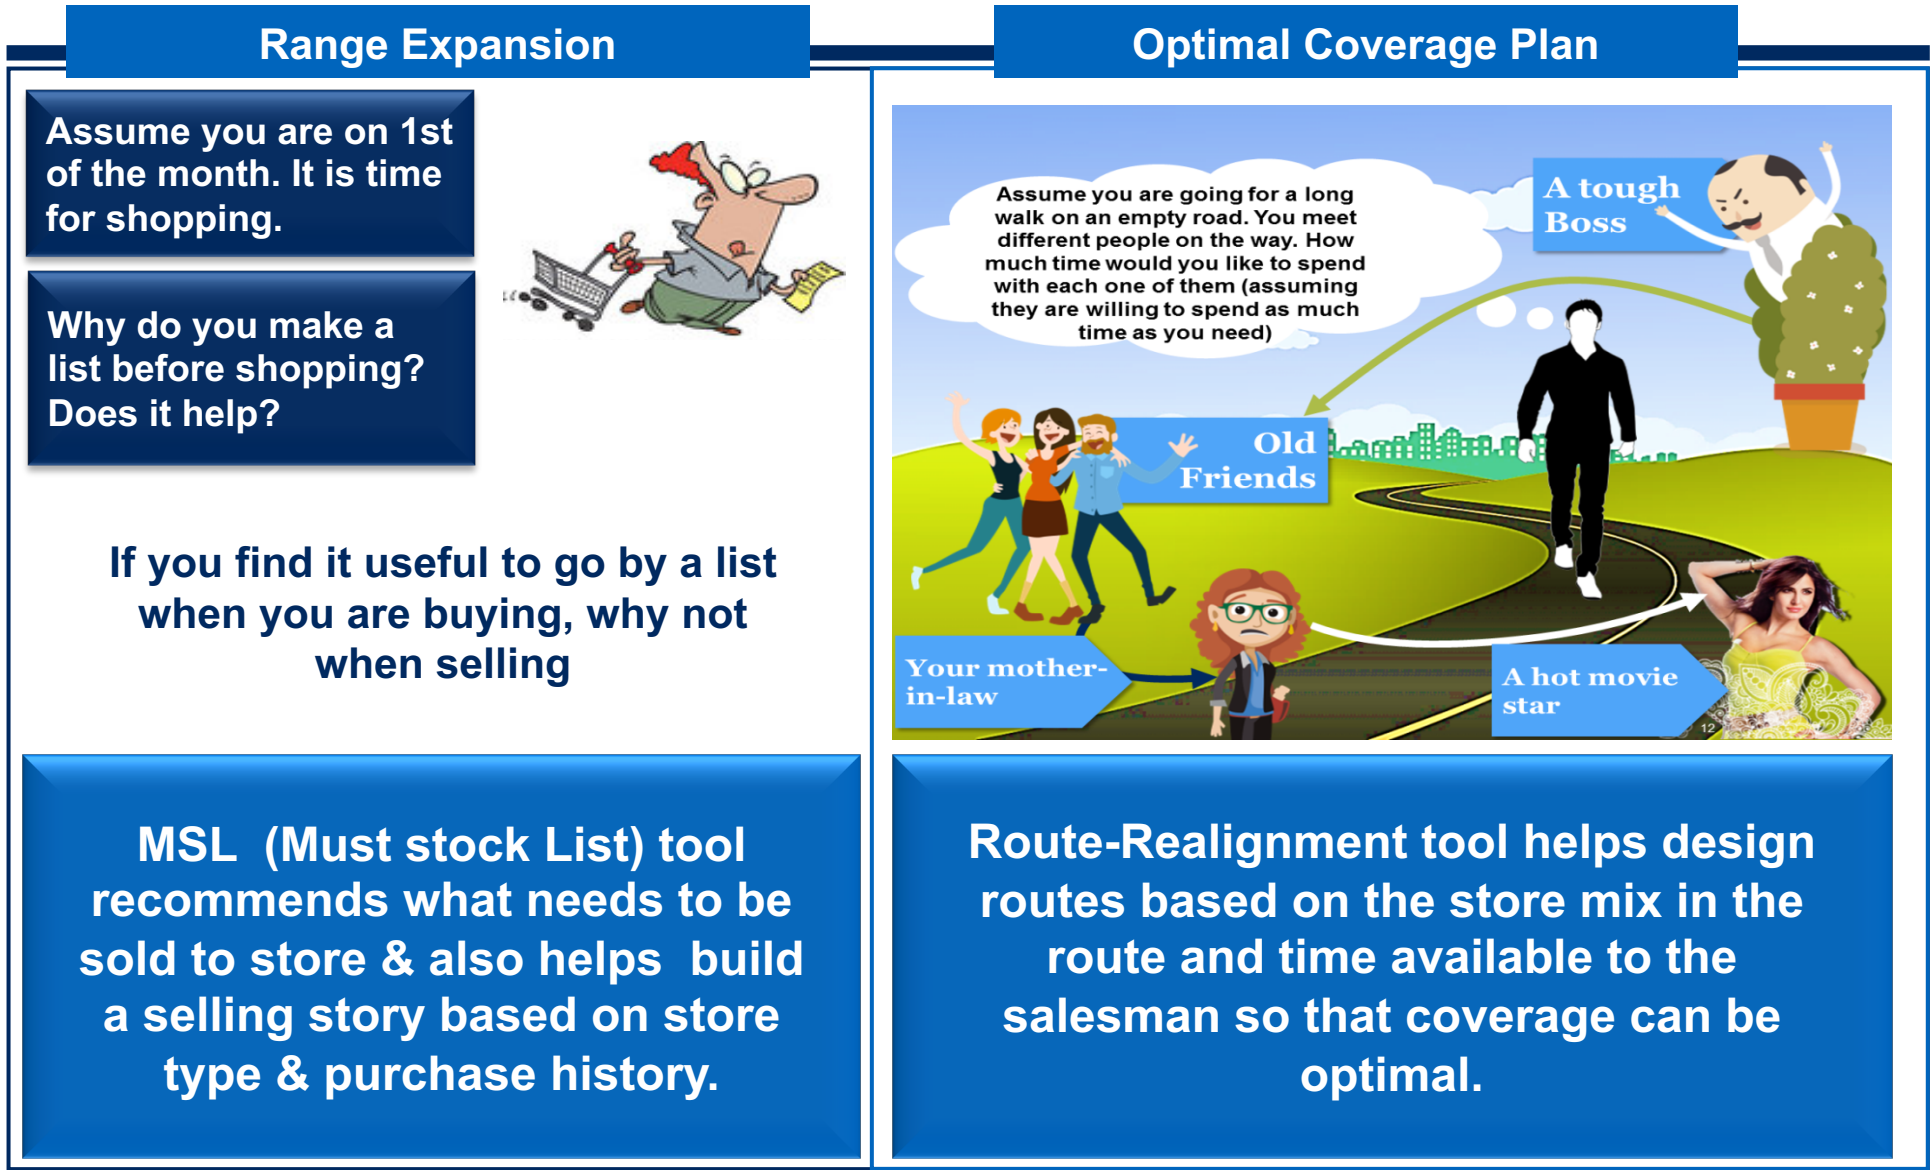 Range Expansion
Assume you are on 1st
of the month. It is time
for shopping.
Why do you make a
list before shopping?
Does it help?
If you find it useful to go by a list
when you are buying, why not
when selling
MSL  (Must stock List) tool
recommends what needs to be
sold to store & also helps  build
a selling story based on store
type & purchase history.
Optimal Coverage Plan
Assume you are going for a long
walk on an empty road. You meet
different people on the way. How
much time would you like to spend
with each one of them (assuming
they are willing to spend as much
time as you need)
A tough
Boss
Old
Friends
Your mother-
in-law
A hot movie
star
12
Route-Realignment tool helps design
routes based on the store mix in the
route and time available to the
salesman so that coverage can be
optimal.